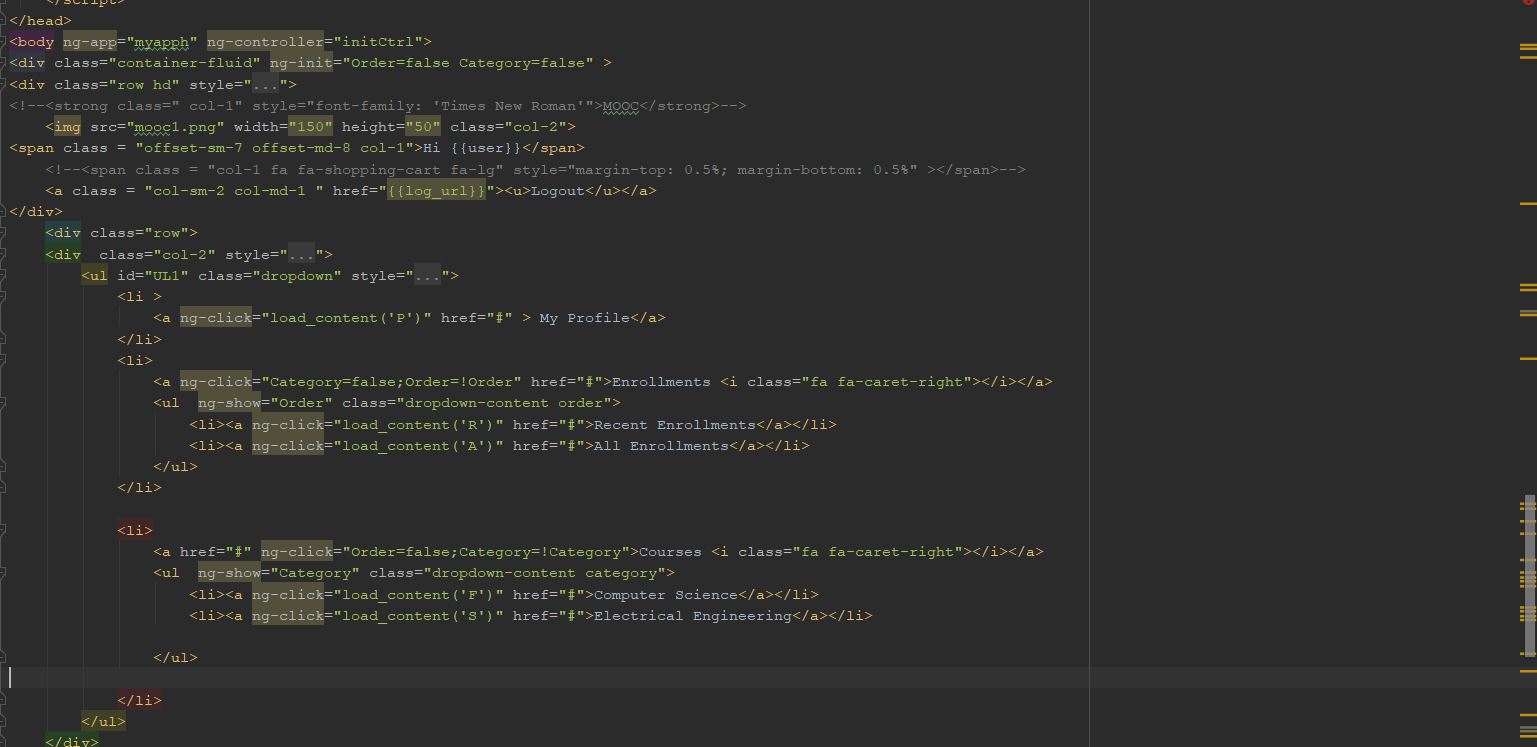 </script>
</head>
<body ng-app="myapph" ng-controller="initCtrl">
<div class="container-fluid" ng-init="Order=false Category=false" >
<div class="row hd" style="...">
<!--<strong class=" col-1" style="font-family: 'Times New Roman'">MOOC</strong>-->
<img src="mooc1.png" width="150" height="50" class="col-2">
<span class = "offset-sm-7 offset-md-8 col-1">Hi {{user}}</span>
<!--<span class = "col-1 fa fa-shopping-cart fa-lg" style="margin-top: 0.5%; margin-bottom: 0.5%" ></span>-->
<a class = "col-sm-2 col-md-1 " href="{{log_url}}"><u>Logout</u></a>
</div>
<div class="row">
<div  class="col-2" style="...">
<ul id="UL1" class="dropdown" style="...">
<li >
<a ng-click="load_content('P')" href="#" > My Profile</a>
</li>
<li>
<a ng-click="Category=false;Order=!Order" href="#">Enrollments <i class="fa fa-caret-right"></i></a>
<ul  ng-show="Order" class="dropdown-content order">
<li><a ng-click="load_content('R')" href="#">Recent Enrollments</a></li>
<li><a ng-click="load_content('A')" href="#">All Enrollments</a></li>
</ul>
</li>
<li>
<a href="#" ng-click="Order=false;Category=!Category">Courses <i class="fa fa-caret-right"></i></a>
<ul  ng-show="Category" class="dropdown-content category">
<li><a ng-click="load_content('F')" href="#">Computer Science</a></li>
<li><a ng-click="load_content('S')" href="#">Electrical Engineering</a></li>
</ul>
</li>
</ul>
</div>